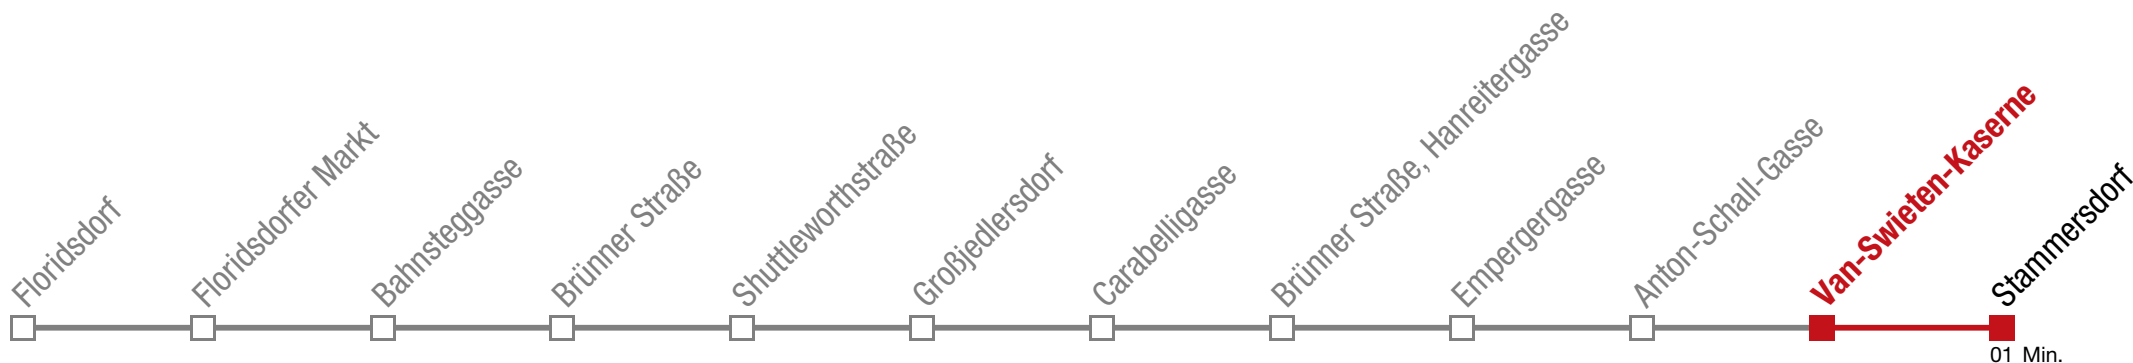 Floridsdorf
Floridsdorfer Markt
Bahnsteggasse
Brünner Straße
Shuttleworthstraße
Großjedlersdorf
Carabelligasse
Brünner Straße, Hanreitergasse
Empergergasse
Anton-Schall-Gasse
Van-Swieten-Kaserne
Stammersdorf
01 Min.